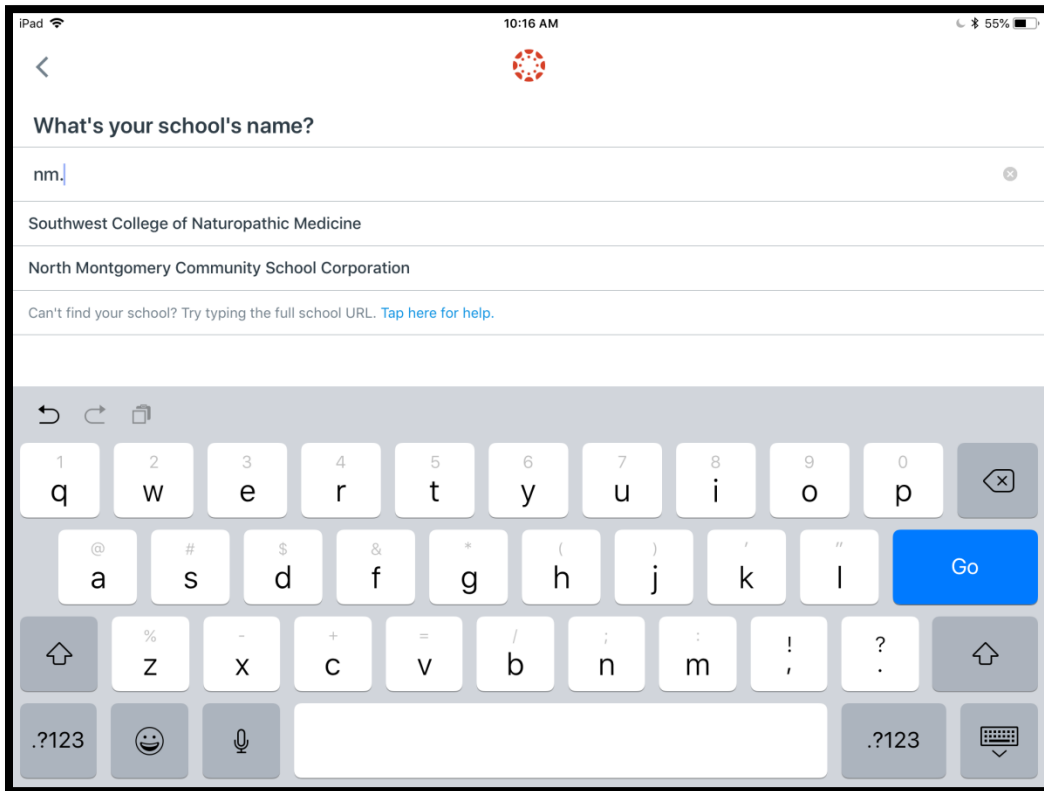 iPad 10:16 AM 55%
What's your school's name?
nm.
Southwest College of Naturopathic Medicine
North Montgomery Community School Corporation
Can't find your school? Try typing the full school URL. Tap here for help.
1 2 3 4 5 6 7 8 9 0
q w e r t y u i o p
@ # $ & * ( ) ' "
a s d f g h j k l Go
% - + = / ; : ! ?
z x c v b n m , .
.?123 .?123